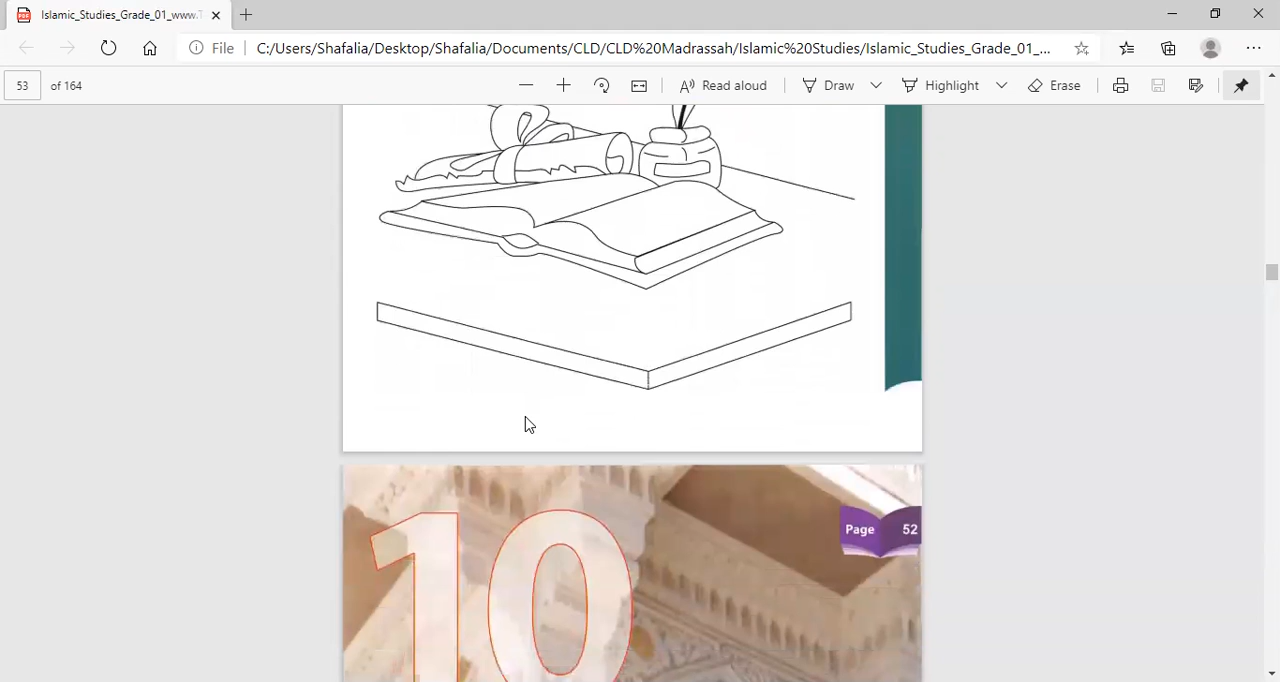 Islamic_Studies_Grade_01_www.T
File C:/Users/Shafalia/Desktop/Shafalia/Documents/CLD/CLD%20Madrassah/Islamic%20Studies/Islamic_Studies_Grade_01_...
53 of 164 Read aloud Draw Highlight Erase
Page 52
10